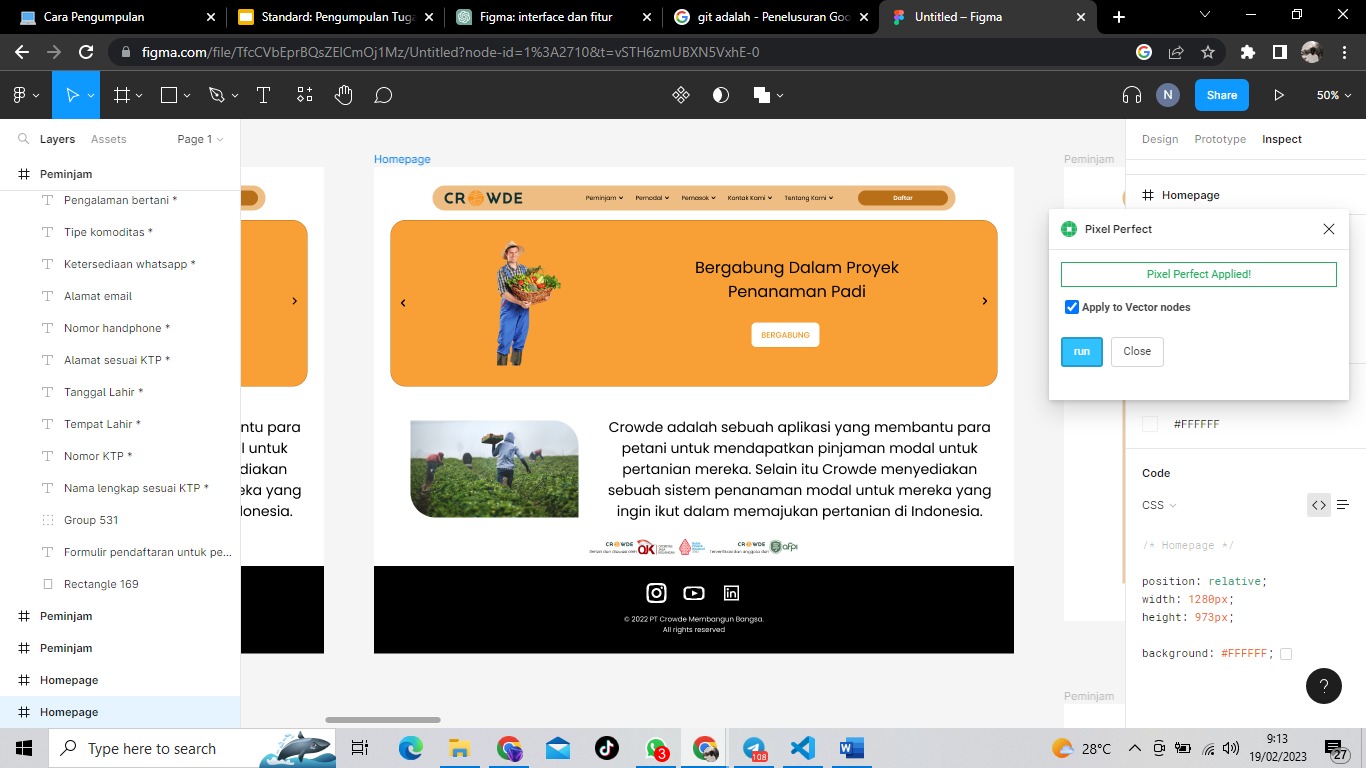 Cara Pengumpulan
Standard: Pengumpulan Tuga
Figma: interface dan fitur
git adalah - Penelusuran Goo
Untitled – Figma
figma.com/file/TfcCVbEprBQsZElCmOj1Mz/Untitled?node-id=1%3A2710&t=vSTH6zmUBXN5VxhE-0
N
Share
50%
Layers
Assets
Page 1
Peminjam
Pengalaman bertani *
Tipe komoditas *
Ketersediaan whatsapp *
Alamat email
Nomor handphone *
Alamat sesuai KTP *
Tanggal Lahir *
Tempat Lahir *
Nomor KTP *
Nama lengkap sesuai KTP *
Group 531
Formulir pendaftaran untuk pe...
Rectangle 169
Peminjam
Peminjam
Homepage
Homepage
ntu para
l untuk
diakan
eka yang
lonesia.
Homepage
CROWDE
Peminjam
Pemodal
Pemasok
Kontak Kami
Tentang Kami
Daftar
Bergabung Dalam Proyek
Penanaman Padi
BERGABUNG
Crowde adalah sebuah aplikasi yang membantu para
petani untuk mendapatkan pinjaman modal untuk
pertanian mereka. Selain itu Crowde menyediakan
sebuah sistem penanaman modal untuk mereka yang
ingin ikut dalam memajukan pertanian di Indonesia.
CROWDE
OJK
CROWDE
afpi
© 2022 PT Crowde Membangun Bangsa.
All rights reserved
Peminjam
Peminjam
Design
Prototype
Inspect
Homepage
Pixel Perfect
Pixel Perfect Applied!
Apply to Vector nodes
run
Close
#FFFFFF
Code
CSS
/* Homepage */
position: relative;
width: 1280px;
height: 973px;
background: #FFFFFF;
?
Type here to search
3
108
28°C
9:13
19/02/2023
27